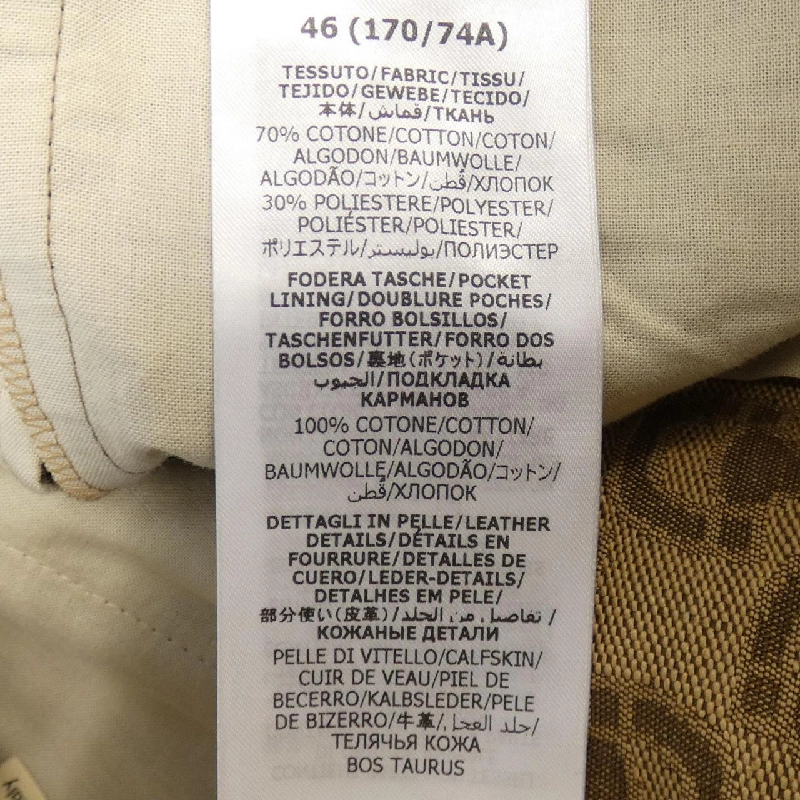 46 (170/74A)
TESSUTO/FABRIC/TISSU/
TEJIDO/GEWEBE/TECIDO/
本体/قماش/ТКАНЬ
70% COTONE/COTTON/COTON/
ALGODON/BAUMWOLLE/
ALGODÃO/コットン/قُطن/ХЛОПОК
30% POLIESTERE/POLYESTER/
POLIÉSTER/POLIESTER/
ポリエステル/بوليستر/ПОЛИЭСТЕР
FODERA TASCHE/POCKET
LINING/DOUBLURE POCHES/
FORRO BOLSILLOS/
TASCHENFUTTER/FORRO DOS
BOLSOS/裏地(ポケット)/بطانة
الجيوب/ПОДКЛАДКА
КАРМАНОВ
100% COTONE/COTTON/
COTON/ALGODON/
BAUMWOLLE/ALGODÃO/コットン/
قُطن/ХЛОПОК
DETTAGLI IN PELLE/LEATHER
DETAILS/DÉTAILS EN
FOURRURE/DETALLES DE
CUERO/LEDER-DETAILS/
DETALHES EM PELE/
部分使い(皮革)/تفاصيل من الجلد/
КОЖАНЫЕ ДЕТАЛИ
PELLE DI VITELLO/CALFSKIN/
CUIR DE VEAU/PIEL DE
BECERRO/KALBSLEDER/PELE
DE BIZERRO/牛革/جلد العجل/
ТЕЛЯЧЬЯ КОЖА
BOS TAURUS